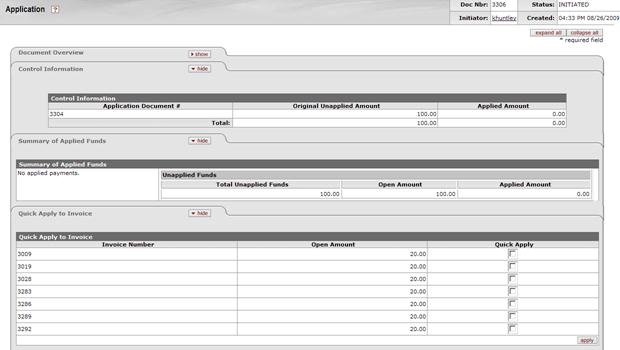 Application ?
Doc Nbr: 3306 Status: INITIATED
Initiator: khuntley Created: 04:33 PM 08/26/2009
expand all collapse all
* required field
Document Overview show
Control Information hide
Control Information
Application Document # Original Unapplied Amount Applied Amount
3304 100.00 0.00
Total: 100.00 0.00
Summary of Applied Funds hide
Summary of Applied Funds
No applied payments. Unapplied Funds
Total Unapplied Funds Open Amount Applied Amount
100.00 100.00 0.00
Quick Apply to Invoice hide
Quick Apply to Invoice
Invoice Number Open Amount Quick Apply
3009 20.00
3019 20.00
3028 20.00
3283 20.00
3286 20.00
3289 20.00
3292 20.00
apply